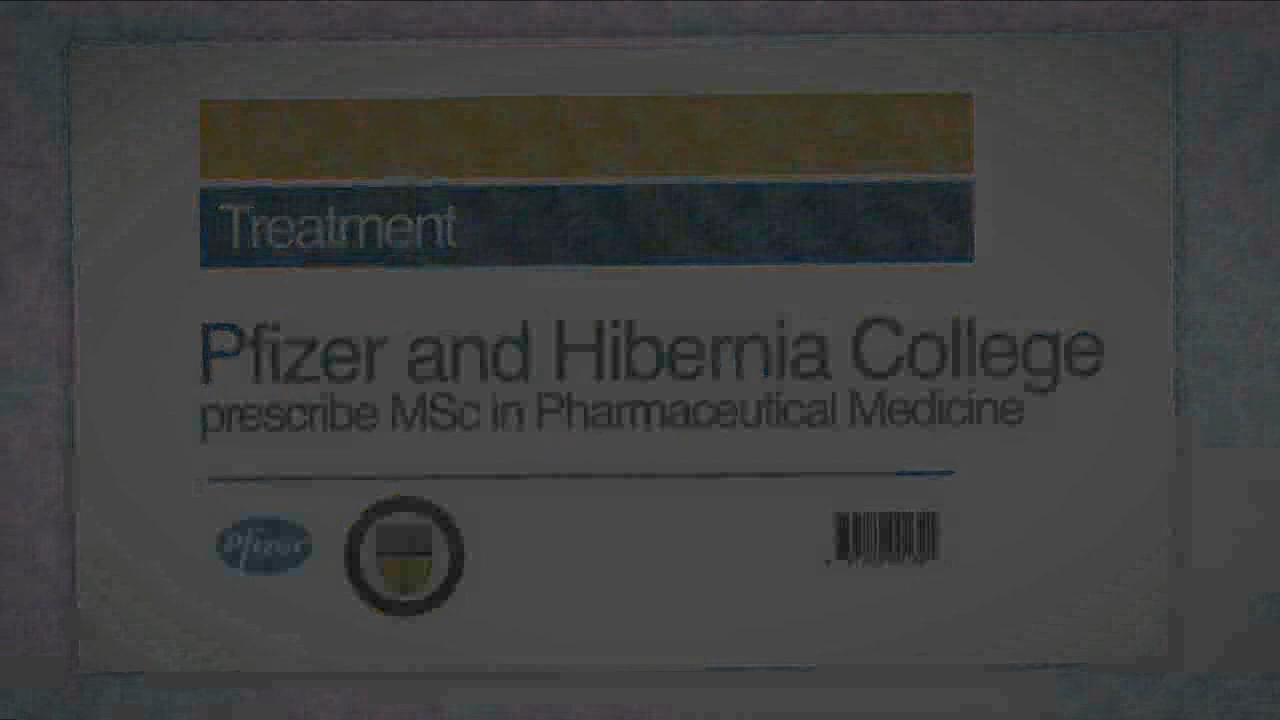 Treatment
Pfizer and Hibernia College
prescribe MSc in Pharmaceutical Medicine
Pfizer